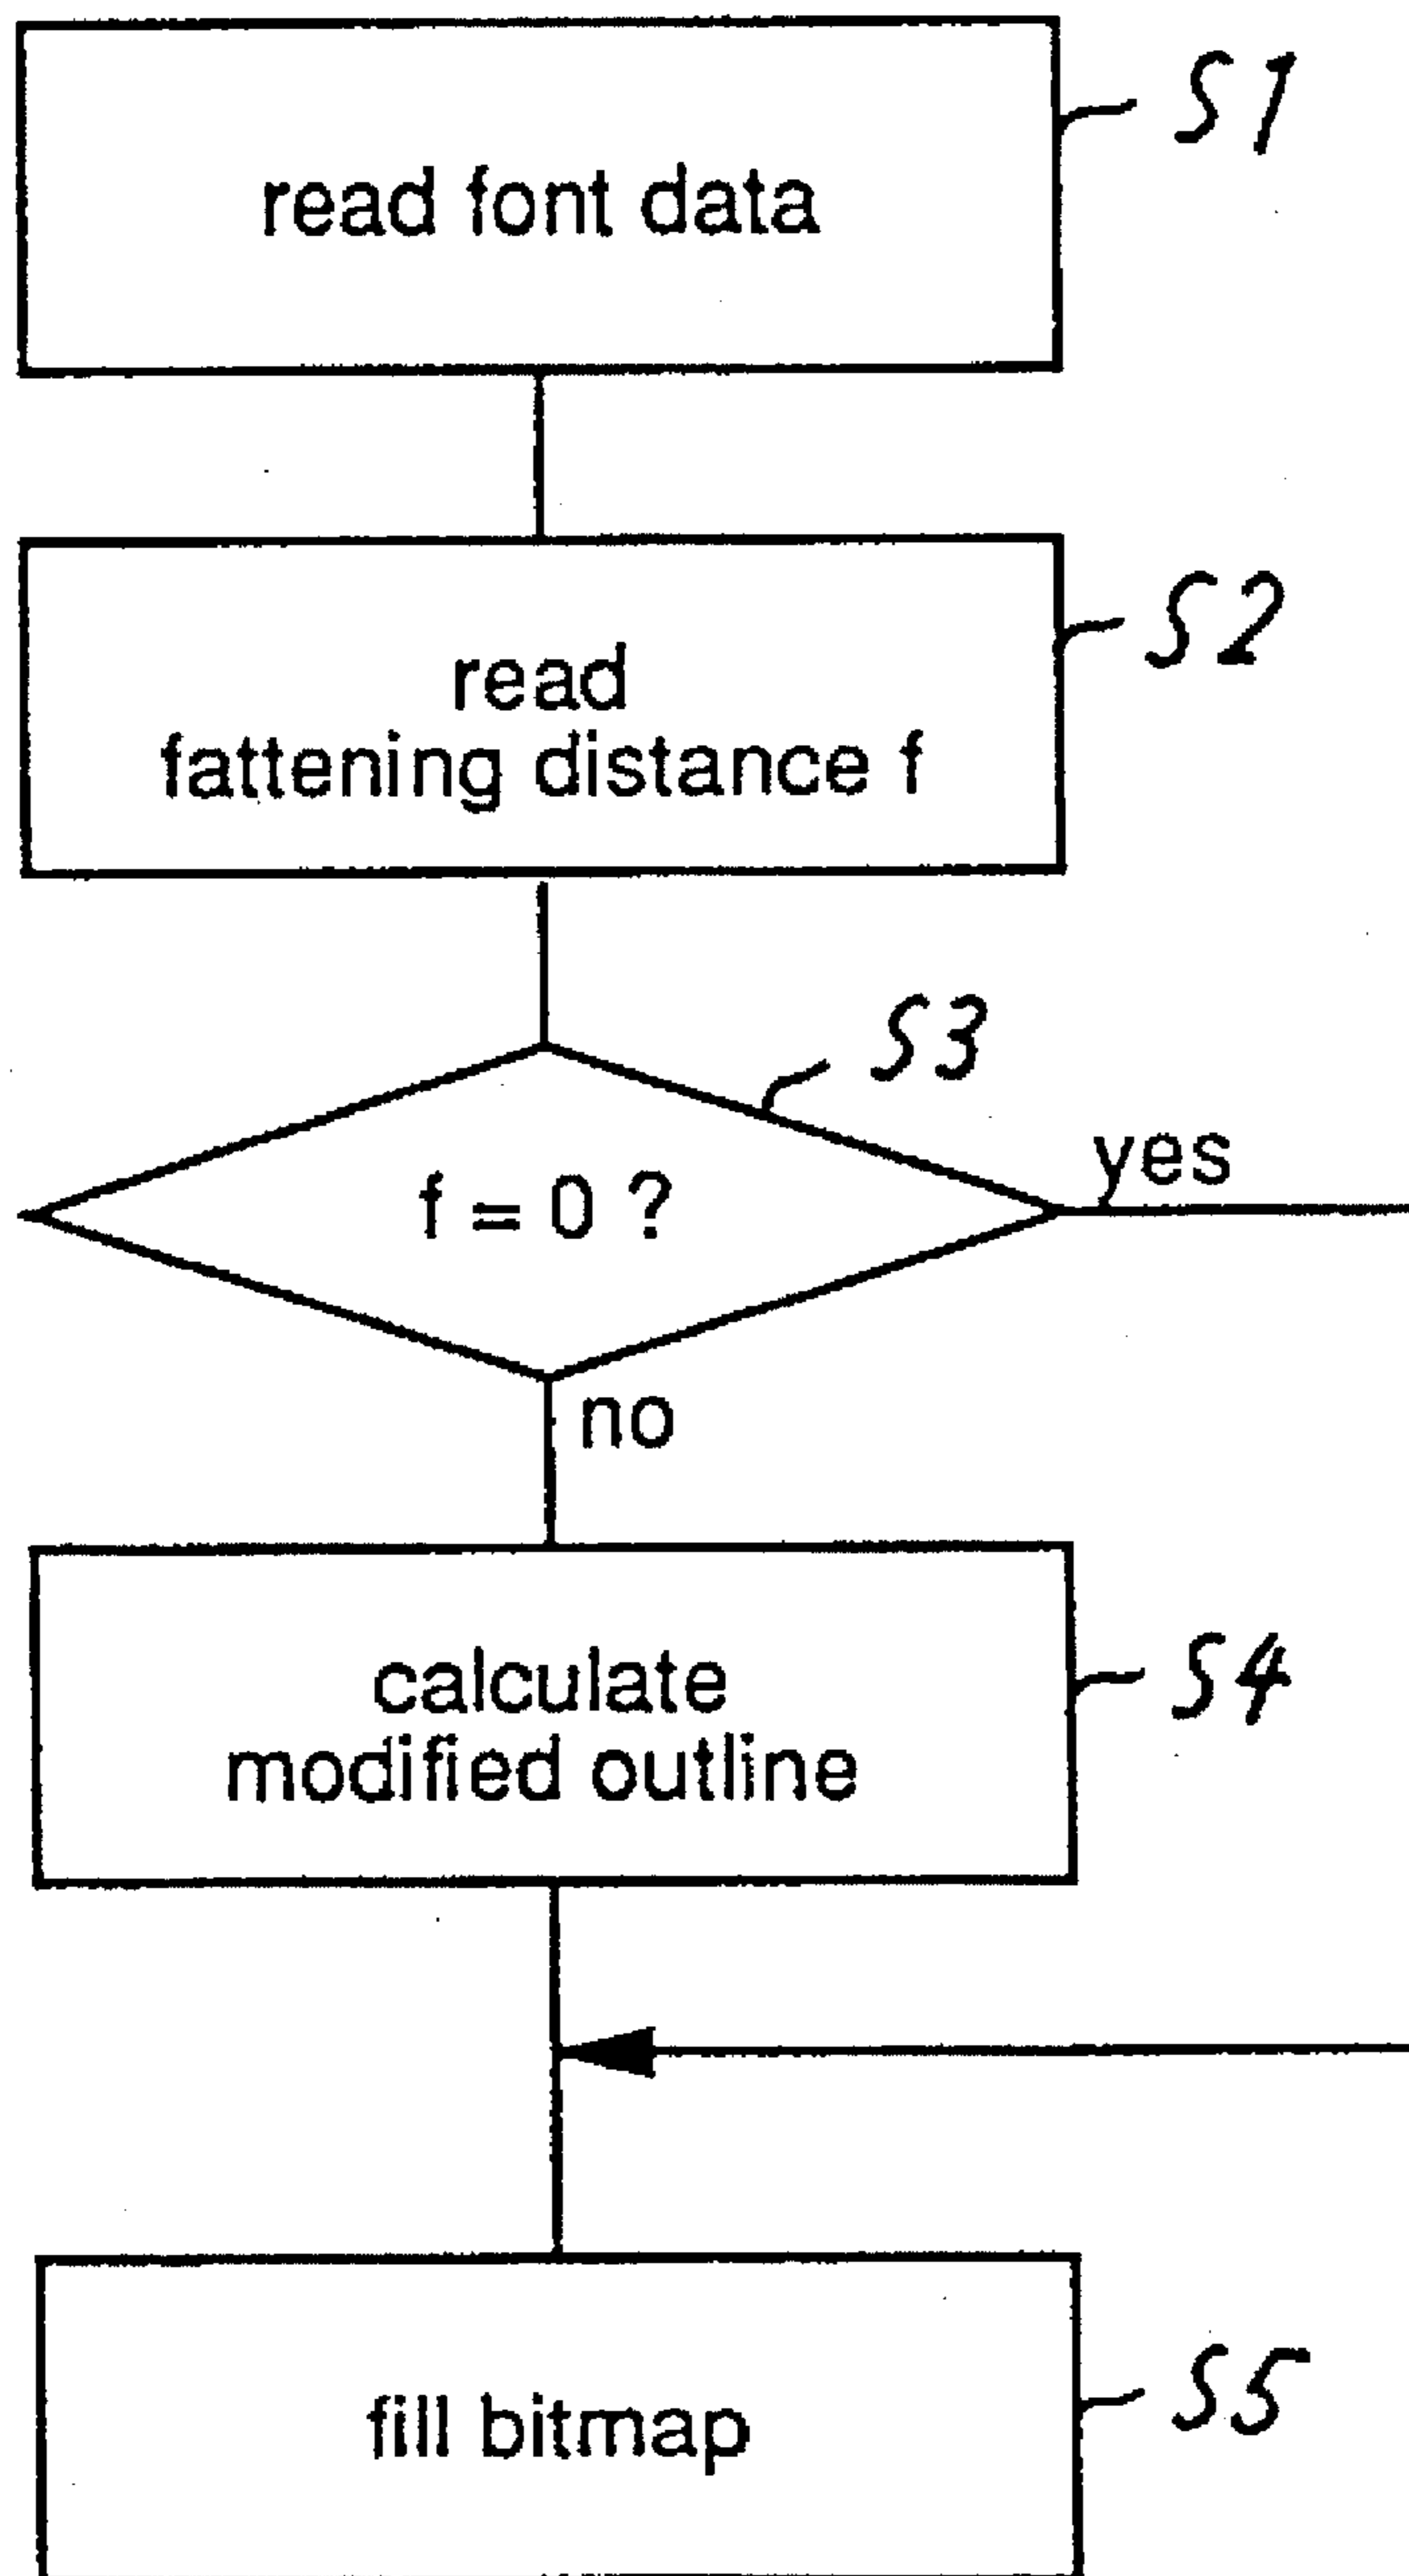 S1
read font data
S2
read
fattening distance f
S3
yes
f = 0 ?
no
calculate
modified outline
S4
fill bitmap
S5